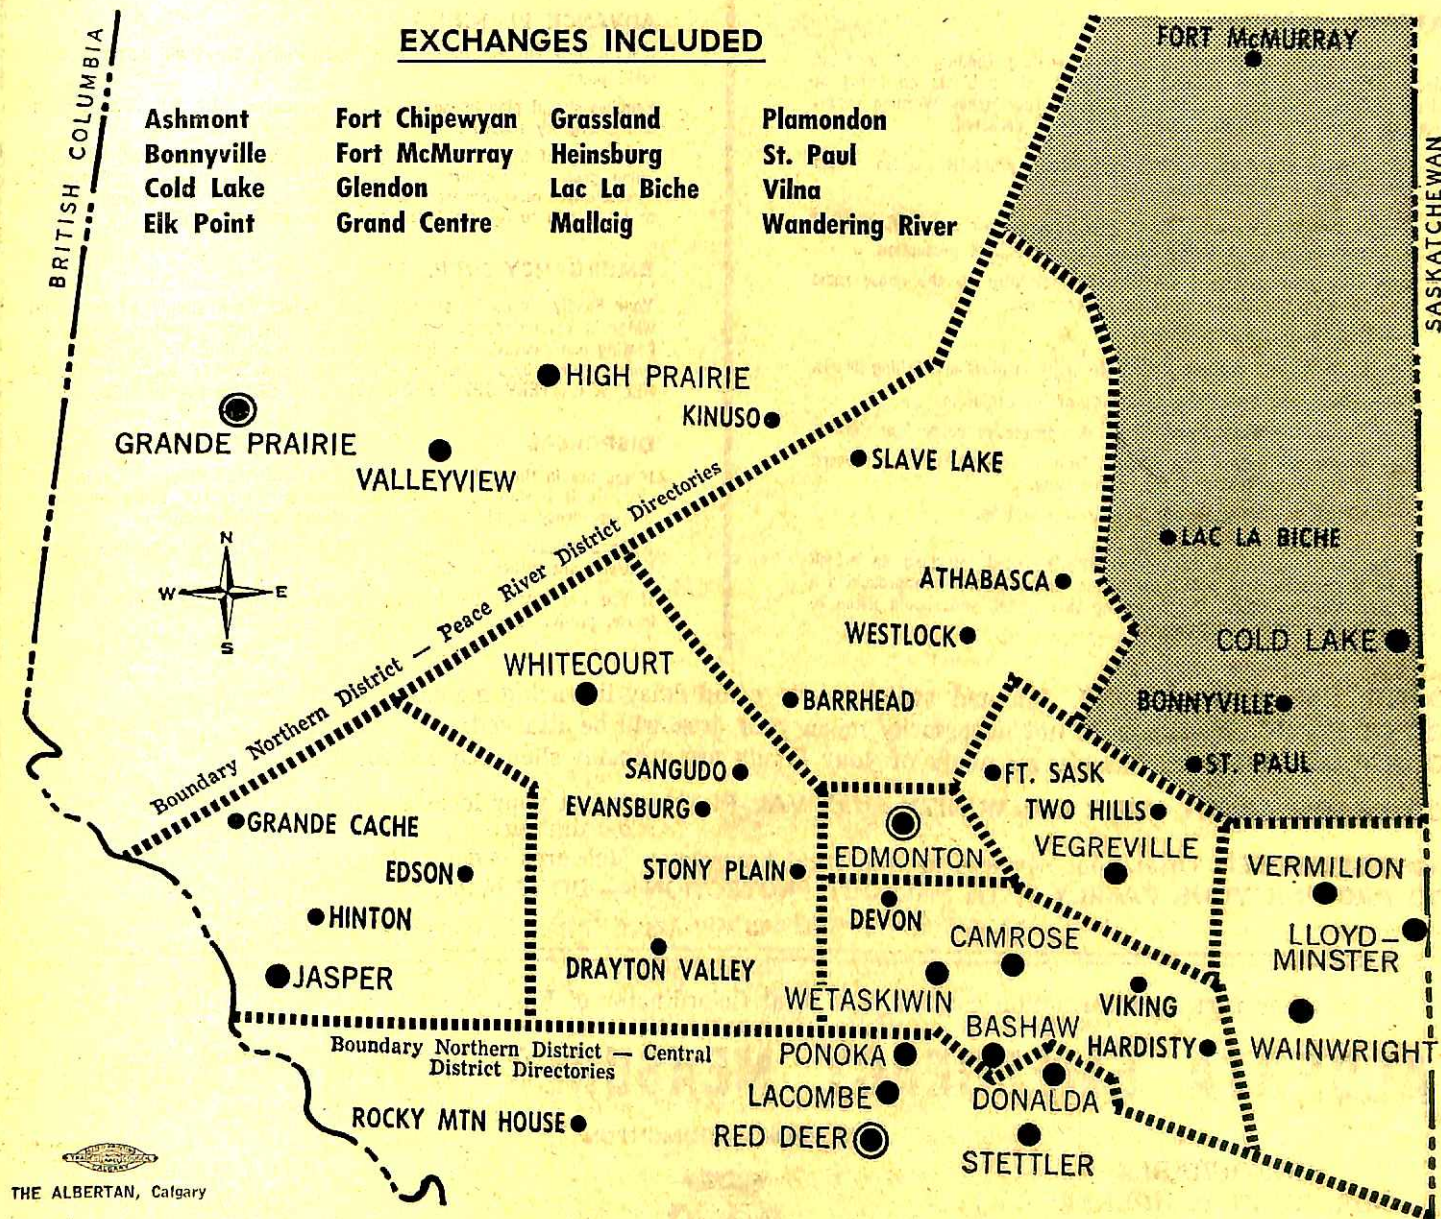 EXCHANGES INCLUDED
Ashmont
Bonnyville
Cold Lake
Elk Point
Fort Chipewyan
Fort McMurray
Glendon
Grand Centre
Grassland
Heinsburg
Lac La Biche
Mallaig
Plamondon
St. Paul
Vilna
Wandering River
BRITISH COLUMBIA
FORT McMURRAY
SASKATCHEWAN
HIGH PRAIRIE
KINUSO
GRANDE PRAIRIE
VALLEYVIEW
SLAVE LAKE
N
W E
S
Boundary Northern District — Peace River District Directories
LAC LA BICHE
ATHABASCA
WESTLOCK
COLD LAKE
WHITECOURT
BARRHEAD
BONNYVILLE
SANGUDO
FT. SASK
ST. PAUL
EVANSBURG
TWO HILLS
GRANDE CACHE
EDMONTON
VEGREVILLE
VERMILION
EDSON
STONY PLAIN
HINTON
DEVON
CAMROSE
LLOYD-
MINSTER
JASPER
DRAYTON VALLEY
WETASKIWIN
VIKING
BASHAW
HARDISTY
WAINWRIGHT
Boundary Northern District — Central
District Directories
PONOKA
LACOMBE
DONALDA
ROCKY MTN HOUSE
RED DEER
STETTLER
THE ALBERTAN, Calgary